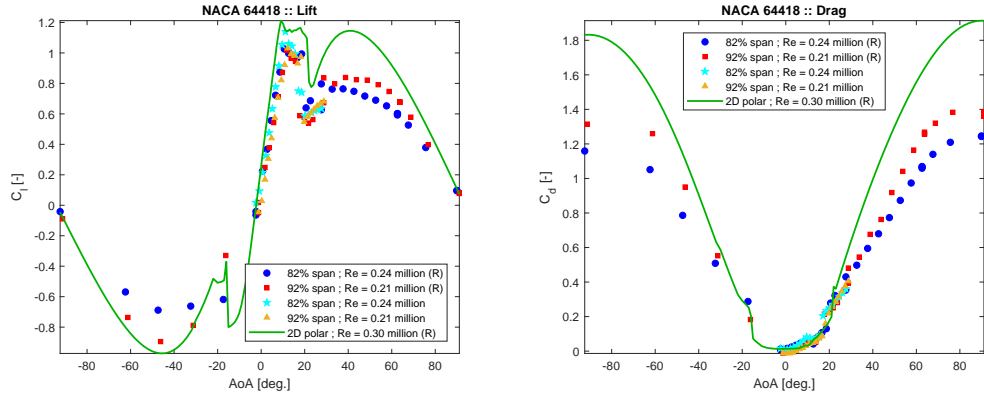 NACA 64418 :: Lift
1.2
1
0.8
0.6
0.4
0.2
0
-0.2
-0.4
-0.6
-0.8
C_l [-]
-80 -60 -40 -20 0 20 40 60 80
AoA [deg.]
82% span ; Re = 0.24 million (R)
92% span ; Re = 0.21 million (R)
82% span ; Re = 0.24 million
92% span ; Re = 0.21 million
2D polar ; Re = 0.30 million (R)
NACA 64418 :: Drag
1.8
1.6
1.4
1.2
1
0.8
0.6
0.4
0.2
0
C_d [-]
-80 -60 -40 -20 0 20 40 60 80
AoA [deg.]
82% span ; Re = 0.24 million (R)
92% span ; Re = 0.21 million (R)
82% span ; Re = 0.24 million
92% span ; Re = 0.21 million
2D polar ; Re = 0.30 million (R)